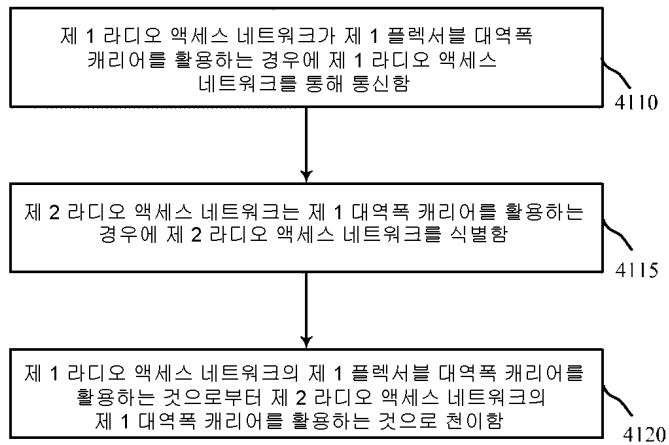 제 1 라디오 액세스 네트워크가 제 1 플렉서블 대역폭
캐리어를 활용하는 경우에 제 1 라디오 액세스
네트워크를 통해 통신함
4110
제 2 라디오 액세스 네트워크는 제 1 대역폭 캐리어를 활용하는
경우에 제 2 라디오 액세스 네트워크를 식별함
4115
제 1 라디오 액세스 네트워크의 제 1 플렉서블 대역폭 캐리어를
활용하는 것으로부터 제 2 라디오 액세스 네트워크의
제 1 대역폭 캐리어를 활용하는 것으로 천이함
4120